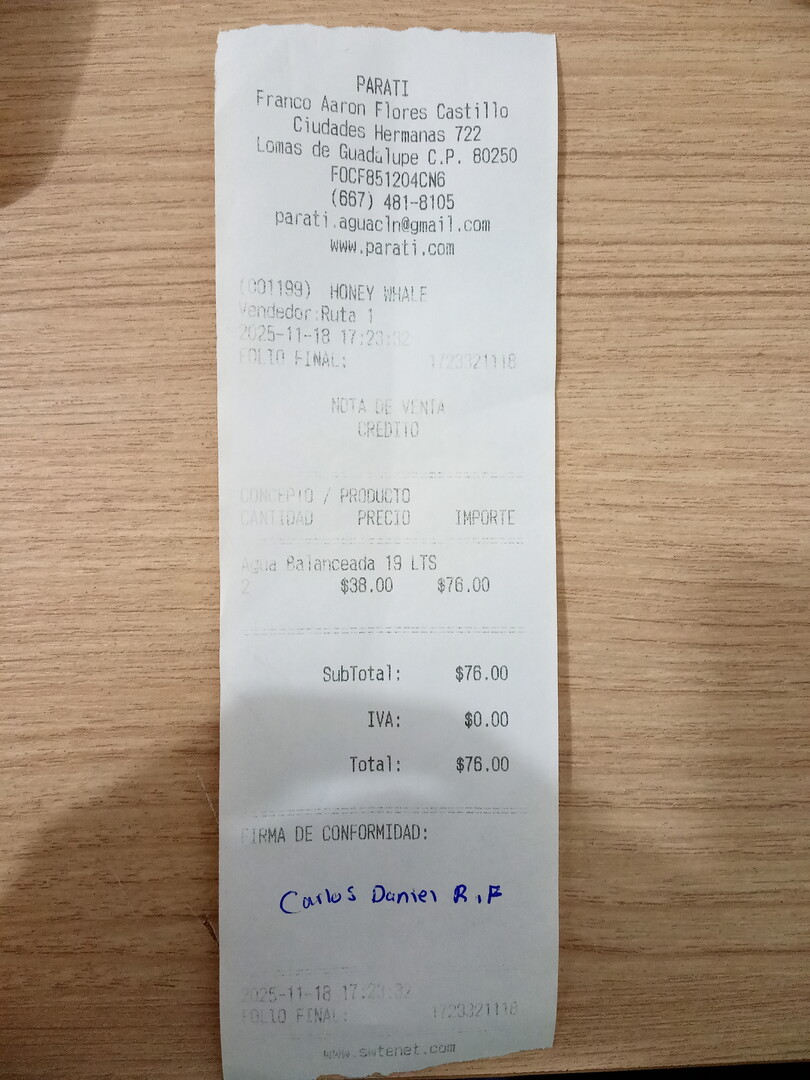 PARATI
Franco Aaron Flores Castillo
Ciudades Hermanas 722
Lomas de Guadalupe C.P. 80250
FOCF851204CN6
(667) 481-8105
parati.aguacln@gmail.com
www.parati.com
(001199) HONEY WHALE
Vendedor:Ruta 1
2025-11-18 17:23:32
FOLIO FINAL: 1723321118
NOTA DE VENTA
CREDITO
CONCEPTO / PRODUCTO
CANTIDAD PRECIO IMPORTE
Agua Balanceada 19 LTS
2 $38.00 $76.00
SubTotal: $76.00
IVA: $0.00
Total: $76.00
FIRMA DE CONFORMIDAD:
Carlos Daniel R.F
2025-11-18 17:23:32
FOLIO FINAL: 1723321118
www.swtenet.com